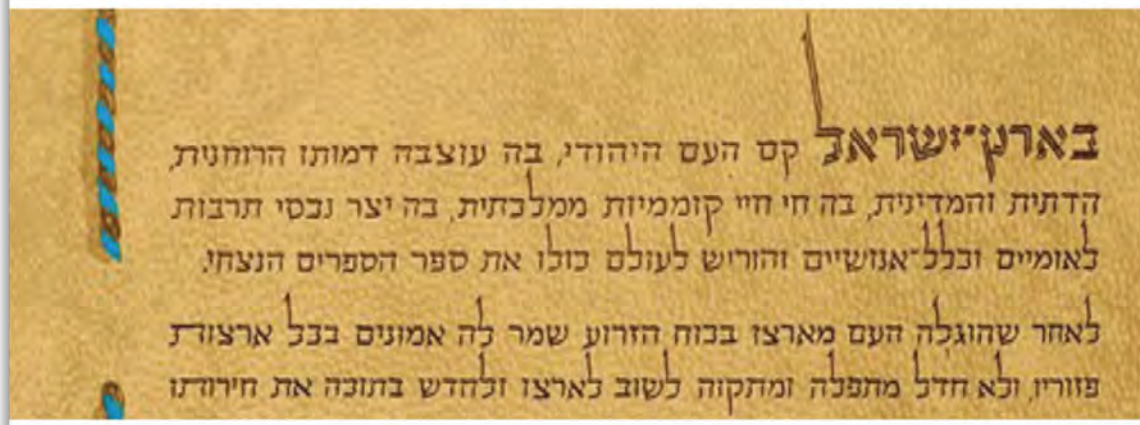 בארץ־ישראל קם העם היהודי, בה עוצבה דמותו הרוחנית,
הדתית והמדינית, בה חי חיי קוממיות ממלכתית, בה יצר נכסי תרבות
לאומיים וכלל־אנושיים והוריש לעולם כולו את ספר הספרים הנצחי.
לאחר שהוגלה העם מארצו בכוח הזרוע שמר לה אמונים בכל ארצות
פזוריו, ולא חדל מתפלה ומתקוה לשוב לארצו ולחדש בתוכה את חירותו